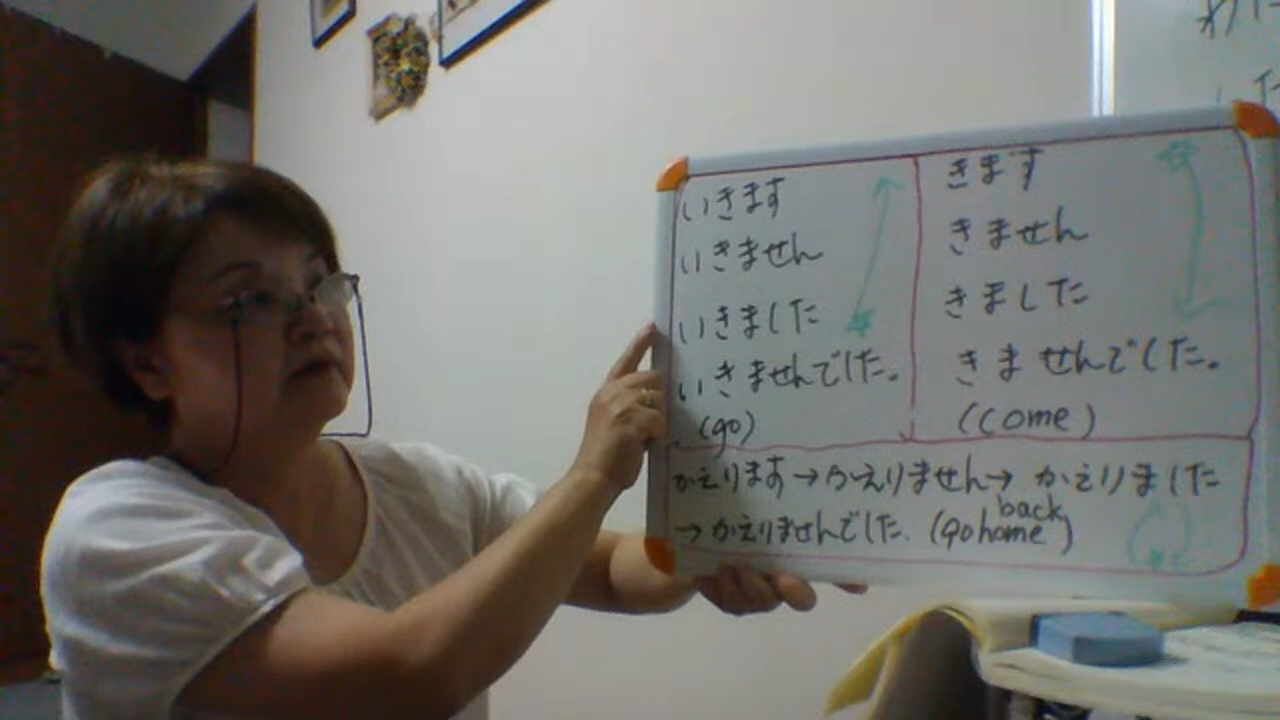 いきます
いきません
いきました
いきませんでした。
(go)
きます
きません
きました
きませんでした。
(come)
かえります→かえりません→かえりました
→かえりませんでした. (go back home)
わた